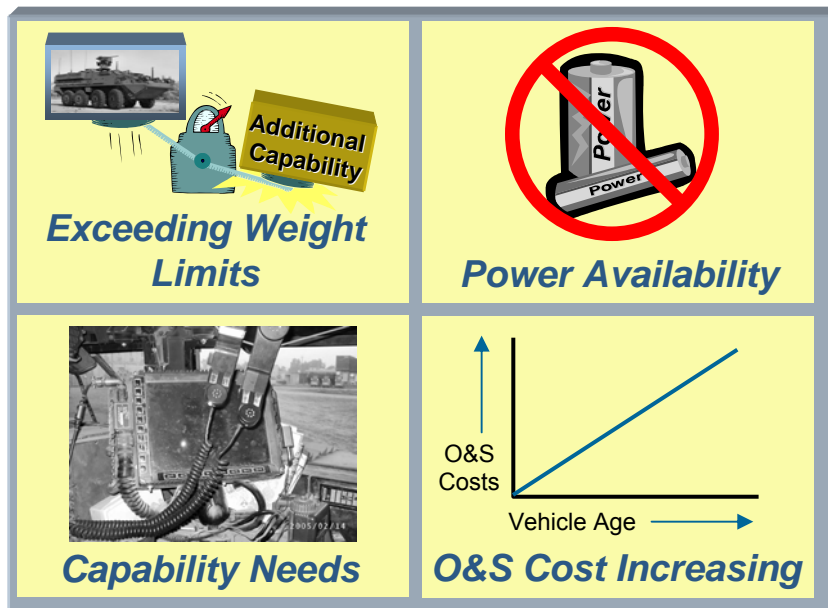 Additional
Capability
Exceeding Weight
Limits
Power
Power
Power Availability
2005/02/14
Capability Needs
O&S
Costs
Vehicle Age
O&S Cost Increasing